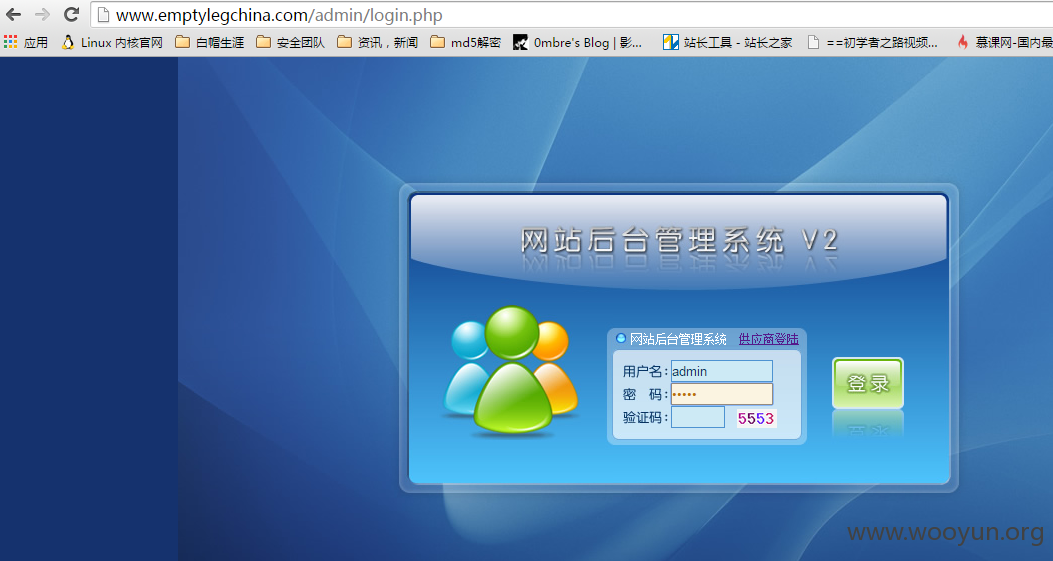 www.emptylegchina.com/admin/login.php
应用 Linux 内核官网 白帽生涯 安全团队 资讯，新闻 md5解密 0mbre's Blog | 影... 站长工具 - 站长之家 ==初学者之路视频... 慕课网-国内最
网站后台管理系统 V2
网站后台管理系统 供应商登陆
用户名: admin
密 码: •••••
验证码: 5553
登录
www.wooyun.org